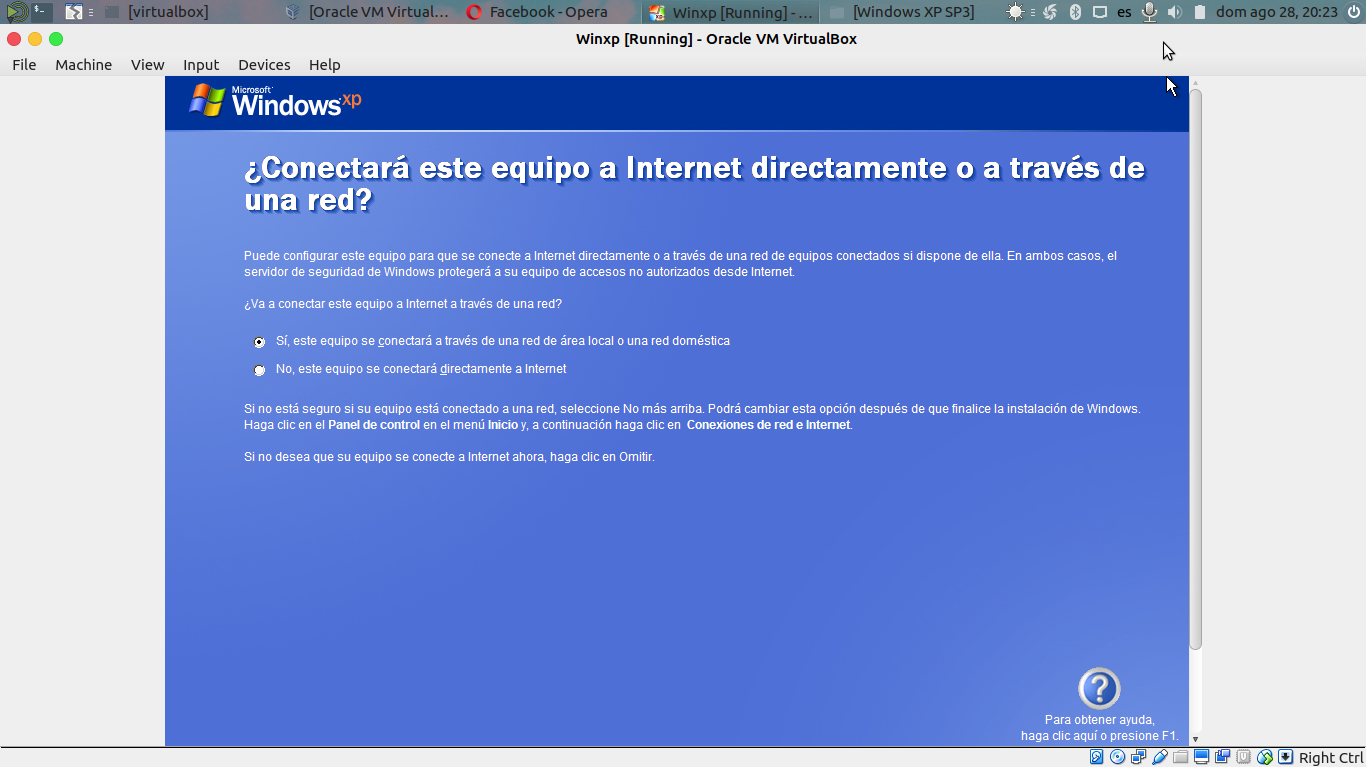 [virtualbox]
[Oracle VM Virtual...
Facebook - Opera
Winxp [Running] - ...
[Windows XP SP3]
es
dom ago 28, 20:23
Winxp [Running] - Oracle VM VirtualBox
File Machine View Input Devices Help
Microsoft
Windows xp
¿Conectará este equipo a Internet directamente o a través de
una red?
Puede configurar este equipo para que se conecte a Internet directamente o a través de una red de equipos conectados si dispone de ella. En ambos casos, el
servidor de seguridad de Windows protegerá a su equipo de accesos no autorizados desde Internet.
¿Va a conectar este equipo a Internet a través de una red?
Sí, este equipo se conectará a través de una red de área local o una red doméstica
No, este equipo se conectará directamente a Internet
Si no está seguro si su equipo está conectado a una red, seleccione No más arriba. Podrá cambiar esta opción después de que finalice la instalación de Windows.
Haga clic en el Panel de control en el menú Inicio y, a continuación haga clic en Conexiones de red e Internet.
Si no desea que su equipo se conecte a Internet ahora, haga clic en Omitir.
Para obtener ayuda,
haga clic aquí o presione F1.
Right Ctrl